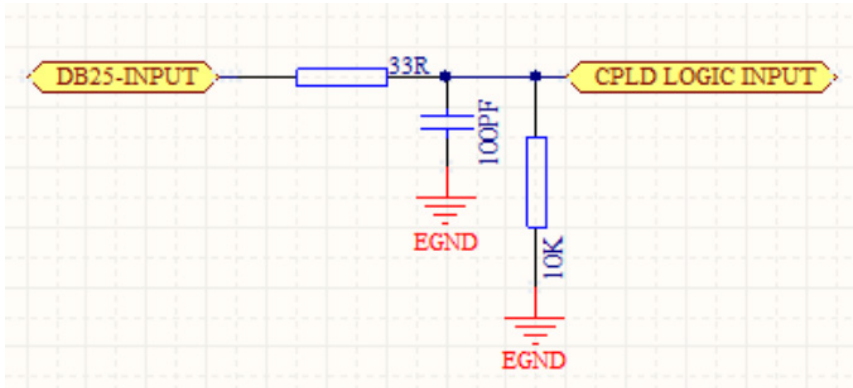 DB25-INPUT
33R
CPLD LOGIC INPUT
100PF
EGND
10K
EGND